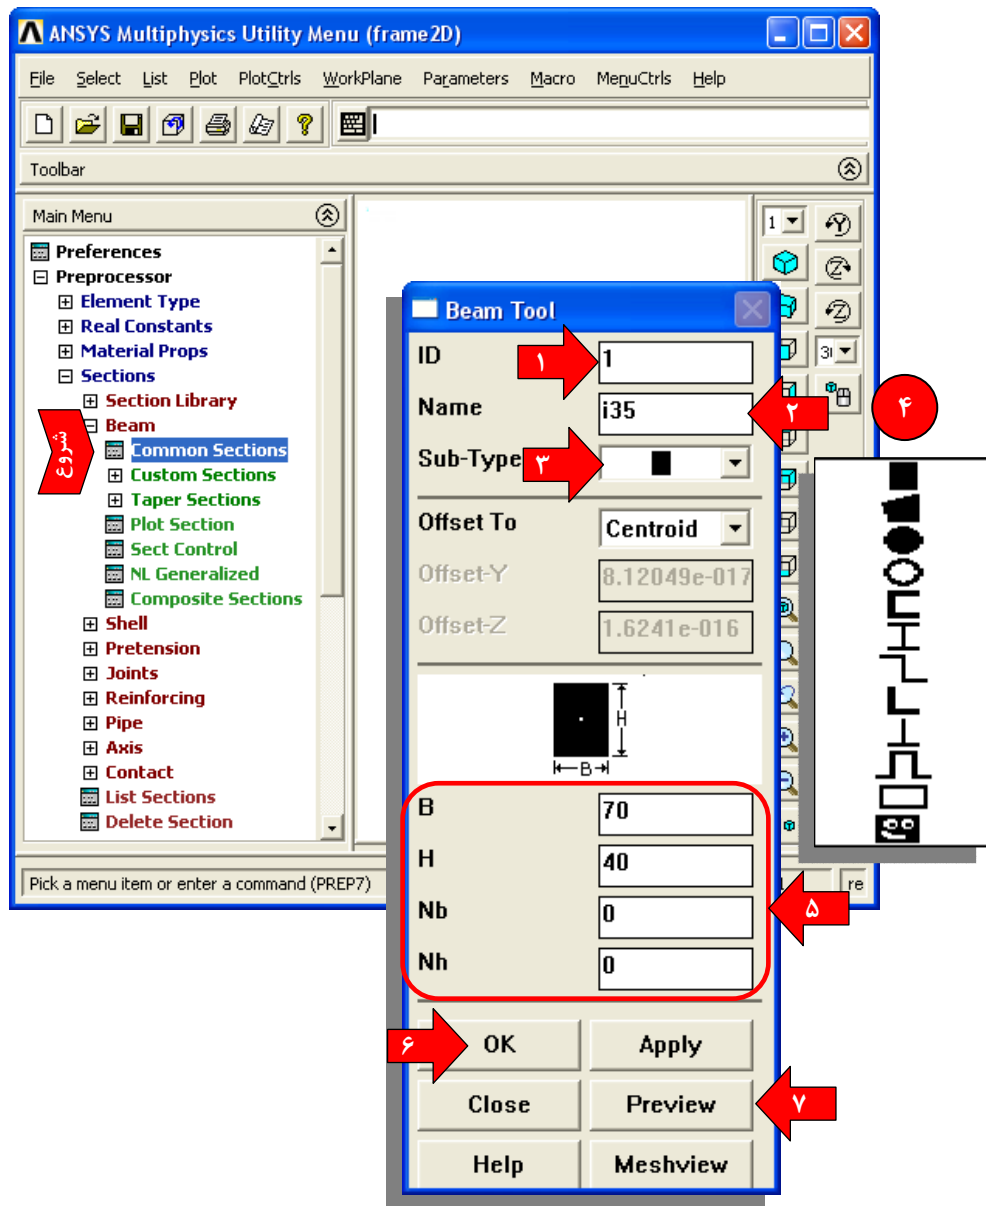 ANSYS Multiphysics Utility Menu (frame2D)
File Select List Plot PlotCtrls WorkPlane Parameters Macro MenuCtrls Help
Toolbar
Main Menu
Preferences
Preprocessor
Element Type
Real Constants
Material Props
Sections
Section Library
Beam
Common Sections
Custom Sections
Taper Sections
Plot Section
Sect Control
NL Generalized
Composite Sections
Shell
Pretension
Joints
Reinforcing
Pipe
Axis
Contact
List Sections
Delete Section
Pick a menu item or enter a command (PREP7)
شروع
1
Y
Z
Z
۴
Beam Tool
ID ۱ 1
Name i35 ۲
Sub-Type ۳
Offset To Centroid
Offset-Y 8.12049e-017
Offset-Z 1.6241e-016
H
B
B 70
H 40
Nb 0
Nh 0
۵
۶ OK Apply
Close Preview ۷
Help Meshview
re